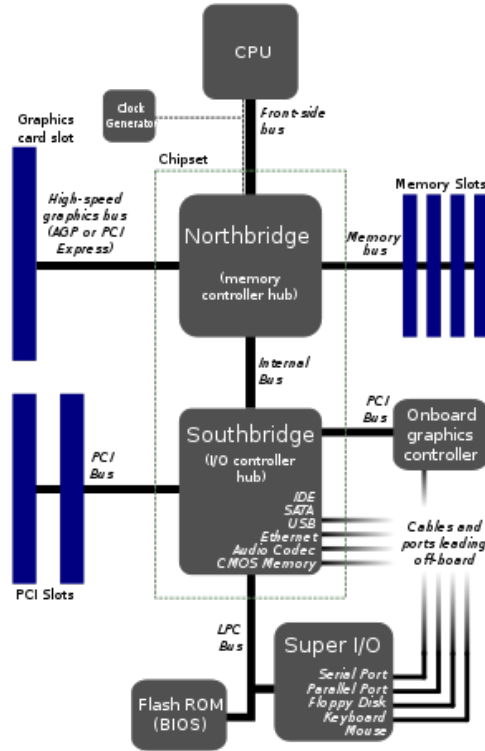 CPU
Clock
Generator
Front-side
bus
Graphics
card slot
Chipset
High-speed
graphics bus
(AGP or PCI
Express)
Northbridge
(memory
controller hub)
Memory Slots
Memory
bus
Internal
Bus
PCI
Bus
Onboard
graphics
controller
Southbridge
(I/O controller
hub)
PCI
Bus
IDE
SATA
USB
Ethernet
Audio Codec
CMOS Memory
Cables and
ports leading
off-board
PCI Slots
LPC
Bus
Super I/O
Serial Port
Parallel Port
Floppy Disk
Keyboard
Mouse
Flash ROM
(BIOS)